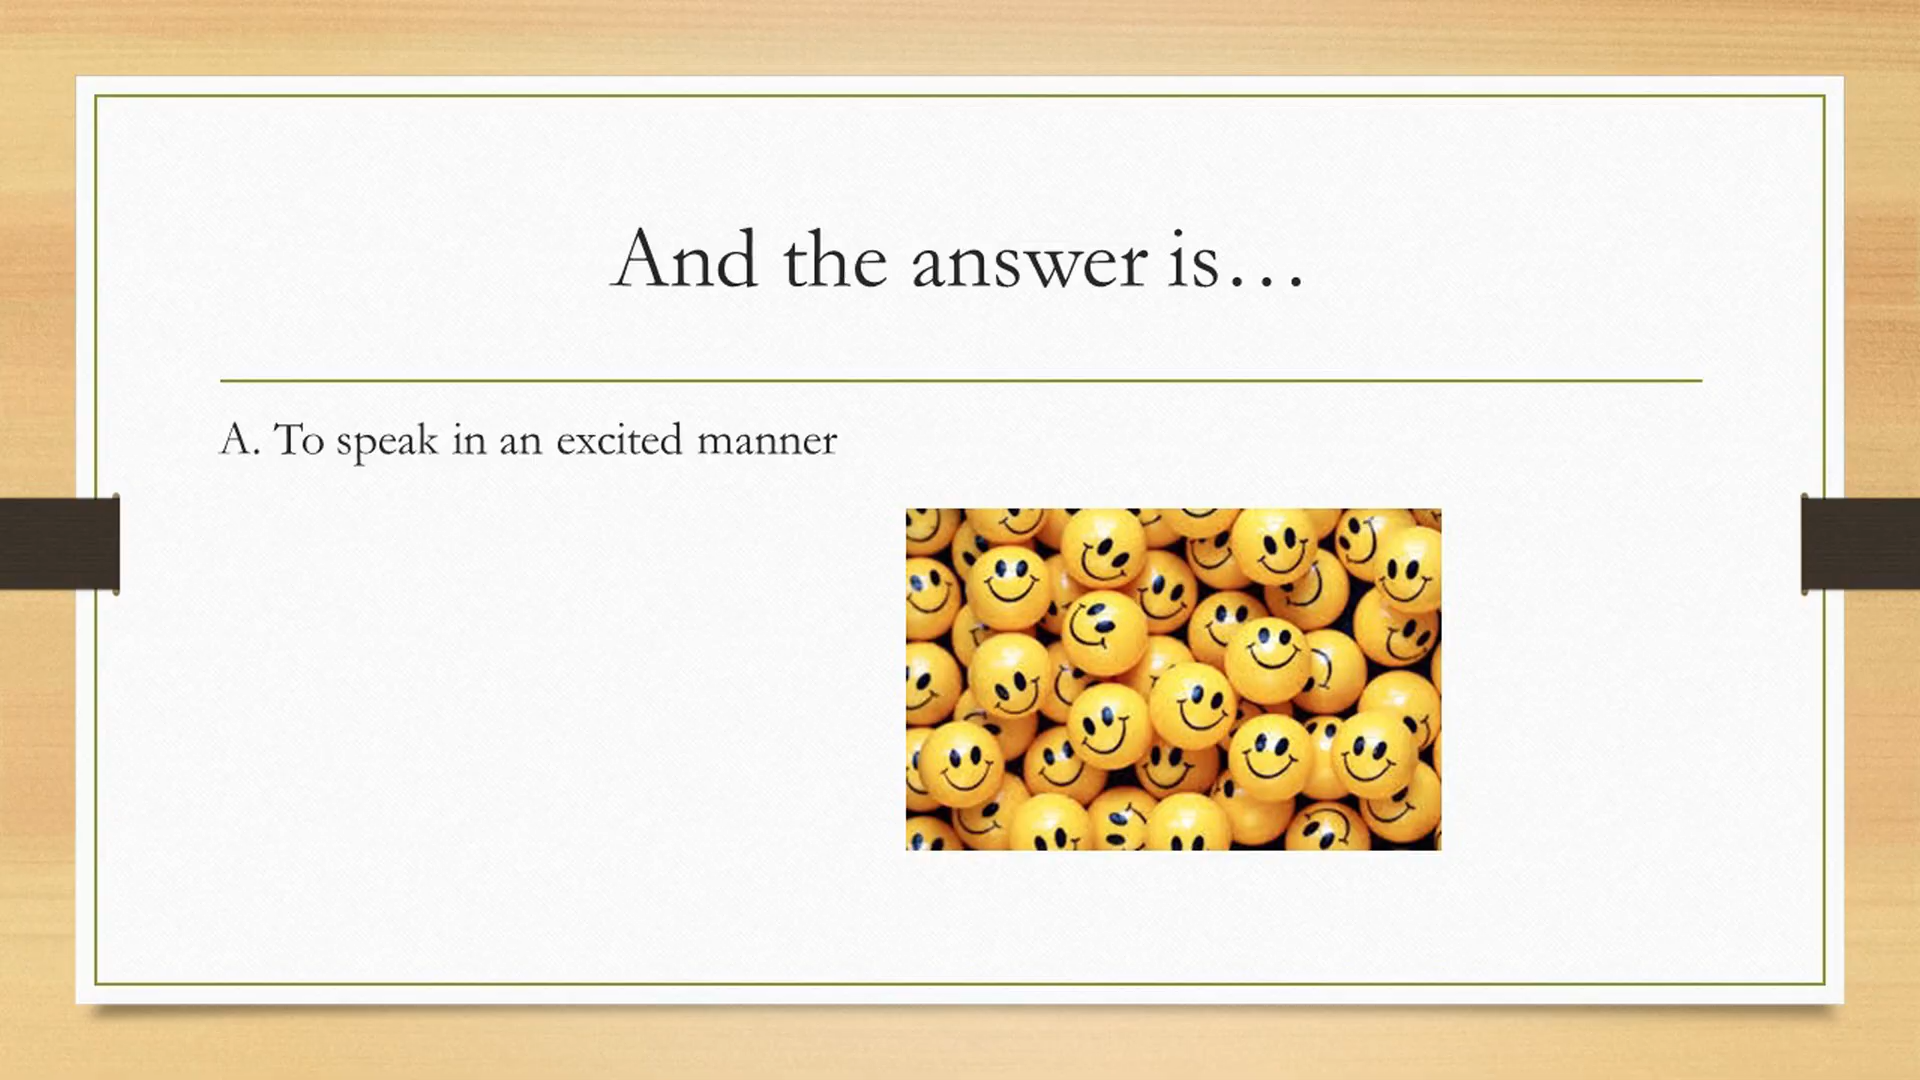 And the answer is…
A. To speak in an excited manner